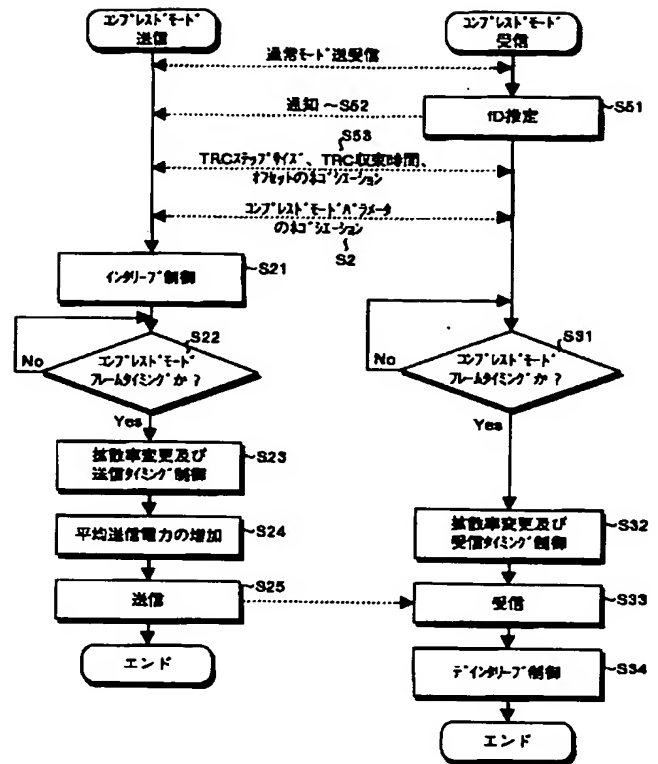 コンプレストモード
送信
コンプレストモード
受信
通常モード送受信
通知 ~S52
fD推定
S51
S53
TRCステップサイズ、TRC収束時間、
オフセットのネゴシエーション
コンプレストモードパラメータ
のネゴシエーション
S2
インタリーブ制御
S21
S22
コンプレストモード
フレームタイミングか?
No
Yes
S31
コンプレストモード
フレームタイミングか?
No
Yes
拡散率変更及び
送信タイミング制御
S23
平均送信電力の増加
S24
拡散率変更及び
受信タイミング制御
S32
送信
S25
受信
S33
エンド
デインタリーブ制御
S34
エンド